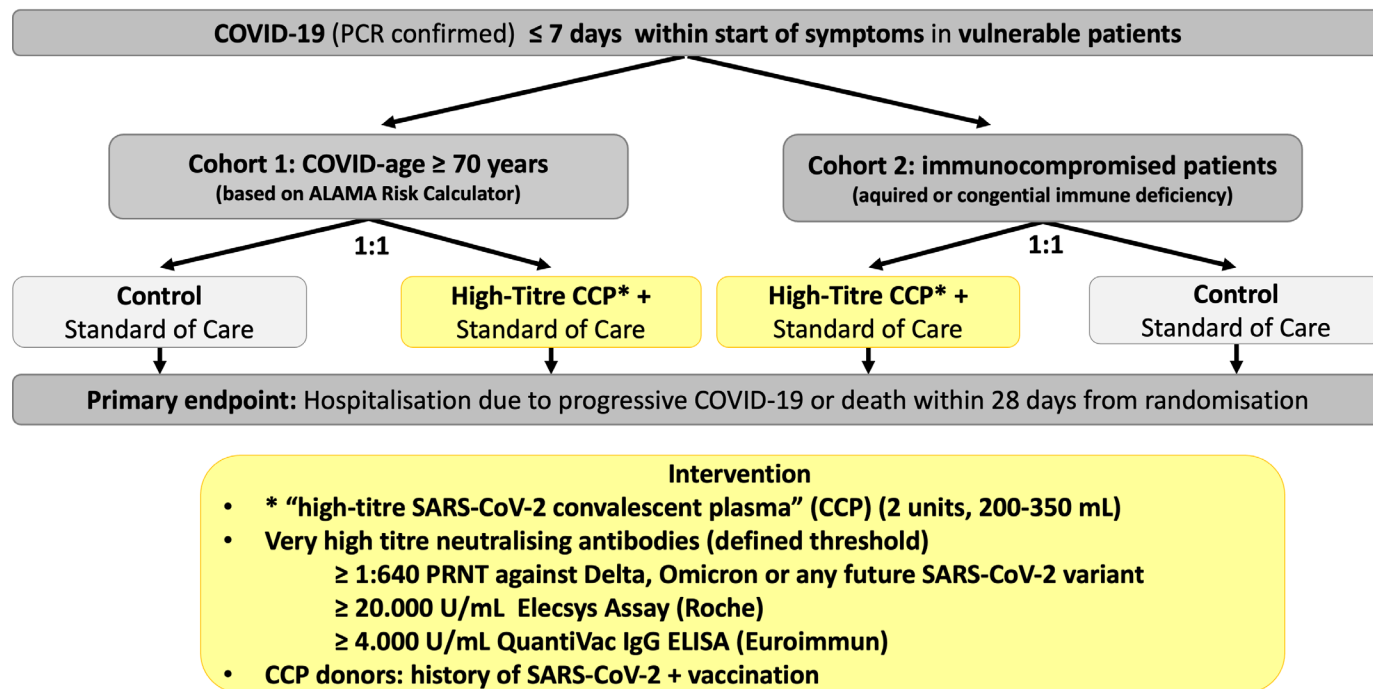 COVID-19 (PCR confirmed)  ≤ 7 days  within start of symptoms in vulnerable patients
Cohort 1: COVID-age ≥ 70 years
(based on ALAMA Risk Calculator)
Cohort 2: immunocompromised patients
(aquired or congential immune deficiency)
1:1
1:1
Control
Standard of Care
High-Titre CCP* +
Standard of Care
High-Titre CCP* +
Standard of Care
Control
Standard of Care
Primary endpoint: Hospitalisation due to progressive COVID-19 or death within 28 days from randomisation
Intervention
• * “high-titre SARS-CoV-2 convalescent plasma” (CCP) (2 units, 200-350 mL)
• Very high titre neutralising antibodies (defined threshold)
≥ 1:640 PRNT against Delta, Omicron or any future SARS-CoV-2 variant
≥ 20.000 U/mL  Elecsys Assay (Roche)
≥ 4.000 U/mL QuantiVac IgG ELISA (Euroimmun)
• CCP donors: history of SARS-CoV-2 + vaccination